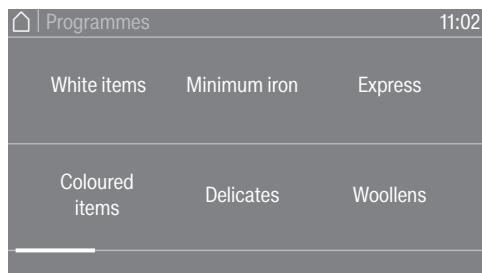 Programmes 11:02
White items Minimum iron Express
Coloured
items Delicates Woollens